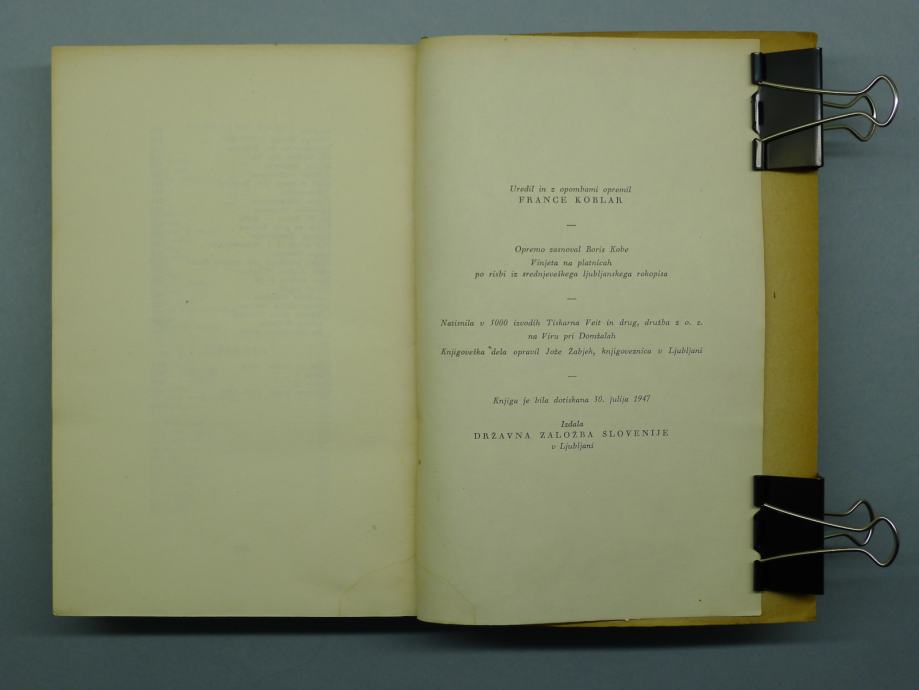 Uredil in z opombami opremil
FRANCE KOBLAR
—
Opremo zasnoval Boris Kobe
Vinjeta na platnicah
po risbi iz srednjeveškega ljubljanskega rokopisa
—
Natisnila v 5000 izvodih Tiskarna Veit in drug, družba z o. z.
na Viru pri Domžalah
Knjigoveška dela opravil Jože Žabjek, knjigoveznica v Ljubljani
—
Knjiga je bila dotiskana 30. julija 1947
Izdala
DRŽAVNA ZALOŽBA SLOVENIJE
v Ljubljani